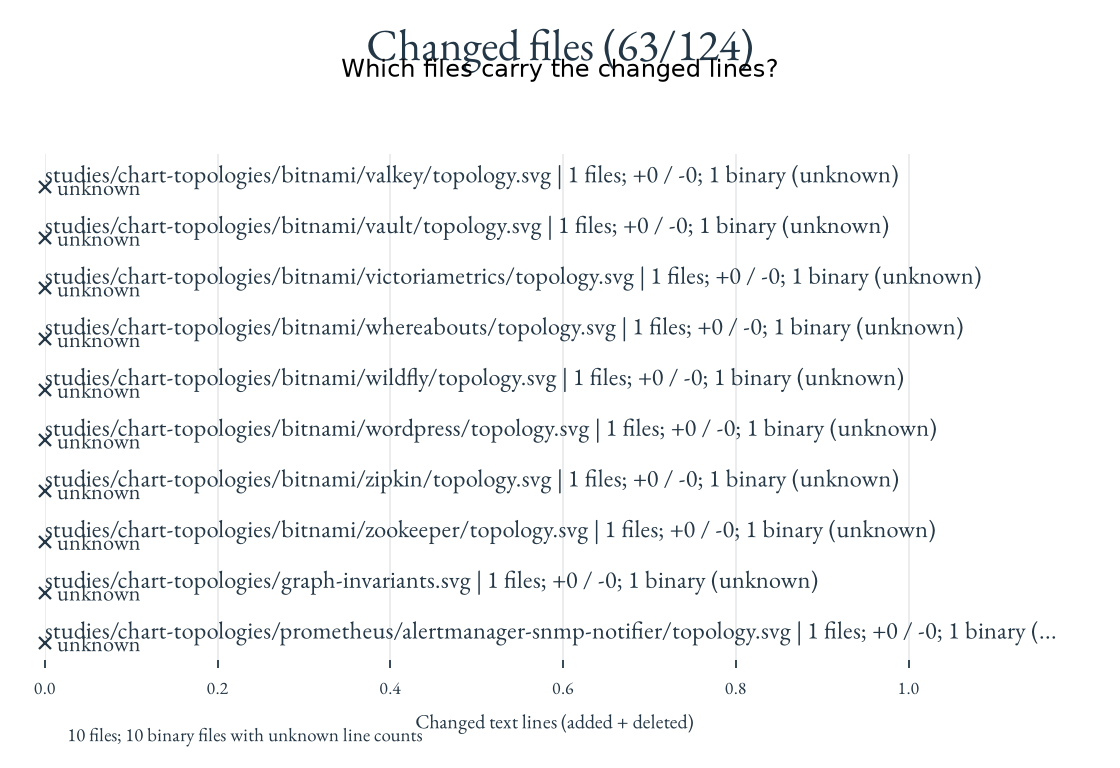 Changed files (63/124)
Which files carry the changed lines?
studies/chart-topologies/bitnami/valkey/topology.svg | 1 files; +0 / -0; 1 binary (unknown)
unknown
studies/chart-topologies/bitnami/vault/topology.svg | 1 files; +0 / -0; 1 binary (unknown)
unknown
studies/chart-topologies/bitnami/victoriametrics/topology.svg | 1 files; +0 / -0; 1 binary (unknown)
unknown
studies/chart-topologies/bitnami/whereabouts/topology.svg | 1 files; +0 / -0; 1 binary (unknown)
unknown
studies/chart-topologies/bitnami/wildfly/topology.svg | 1 files; +0 / -0; 1 binary (unknown)
unknown
studies/chart-topologies/bitnami/wordpress/topology.svg | 1 files; +0 / -0; 1 binary (unknown)
unknown
studies/chart-topologies/bitnami/zipkin/topology.svg | 1 files; +0 / -0; 1 binary (unknown)
unknown
studies/chart-topologies/bitnami/zookeeper/topology.svg | 1 files; +0 / -0; 1 binary (unknown)
unknown
studies/chart-topologies/graph-invariants.svg | 1 files; +0 / -0; 1 binary (unknown)
unknown
studies/chart-topologies/prometheus/alertmanager-snmp-notifier/topology.svg | 1 files; +0 / -0; 1 binary (...
unknown
0.0 0.2 0.4 0.6 0.8 1.0
Changed text lines (added + deleted)
10 files; 10 binary files with unknown line counts